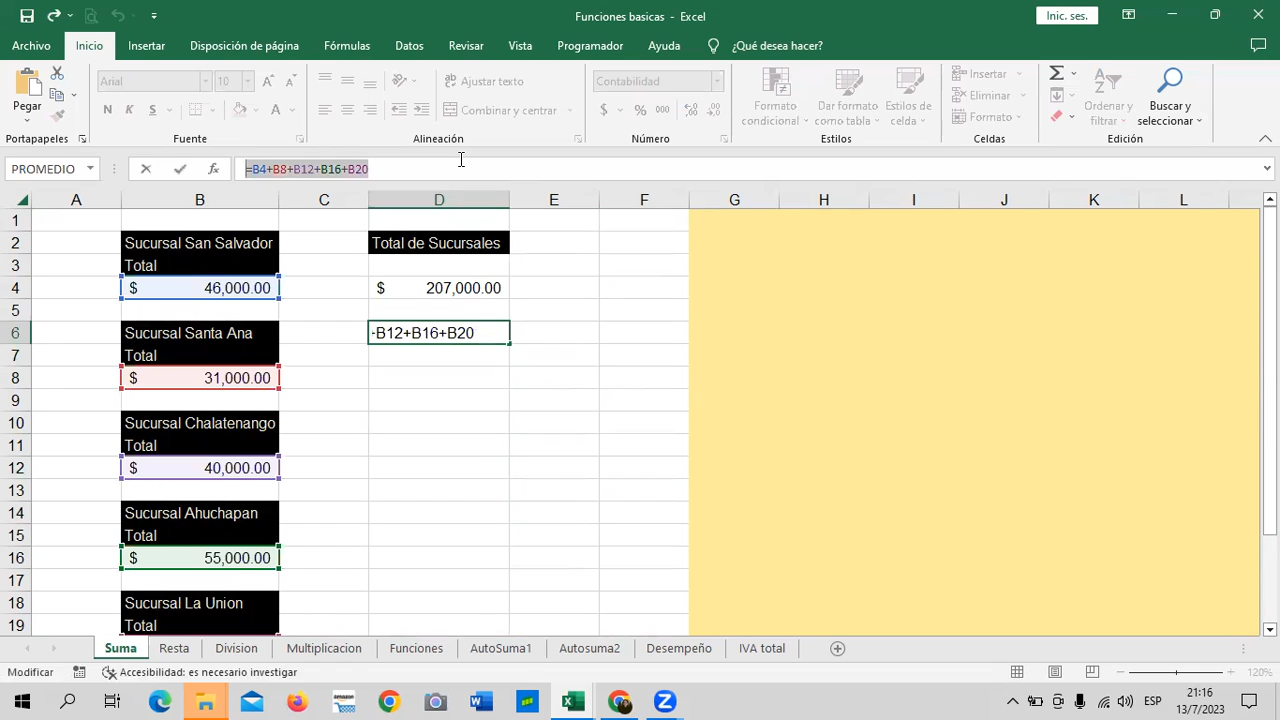 Funciones basicas - Excel
Inic. ses.
Archivo Inicio Insertar Disposición de página Fórmulas Datos Revisar Vista Programador Ayuda ¿Qué desea hacer?
Pegar
Arial 10
N K S
Ajustar texto
Combinar y centrar
Contabilidad
$ % 000
Formato condicional
Dar formato como tabla
Estilos de celda
Insertar
Eliminar
Formato
Ordenar y filtrar
Buscar y seleccionar
Portapapeles Fuente Alineación Número Estilos Celdas Edición
PROMEDIO fx =B4+B8+B12+B16+B20
A B C D E F G H I J K L
1
2 Sucursal San Salvador Total de Sucursales
3 Total
4 $ 46,000.00 $ 207,000.00
5
6 Sucursal Santa Ana +B12+B16+B20
7 Total
8 $ 31,000.00
9
10 Sucursal Chalatenango
11 Total
12 $ 40,000.00
13
14 Sucursal Ahuchapan
15 Total
16 $ 55,000.00
17
18 Sucursal La Union
19 Total
Suma Resta Division Multiplicacion Funciones AutoSuma1 Autosuma2 Desempeño IVA total
Modificar Accesibilidad: es necesario investigar 120%
ESP
21:16
13/7/2023